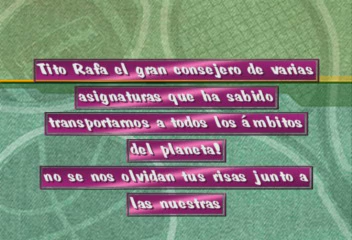 Tito Rafa el gran consejero de varias
asignaturas que ha sabido
transportarnos a todos los ámbitos
del planeta!
no se nos olvidan tus risas junto a
las nuestras